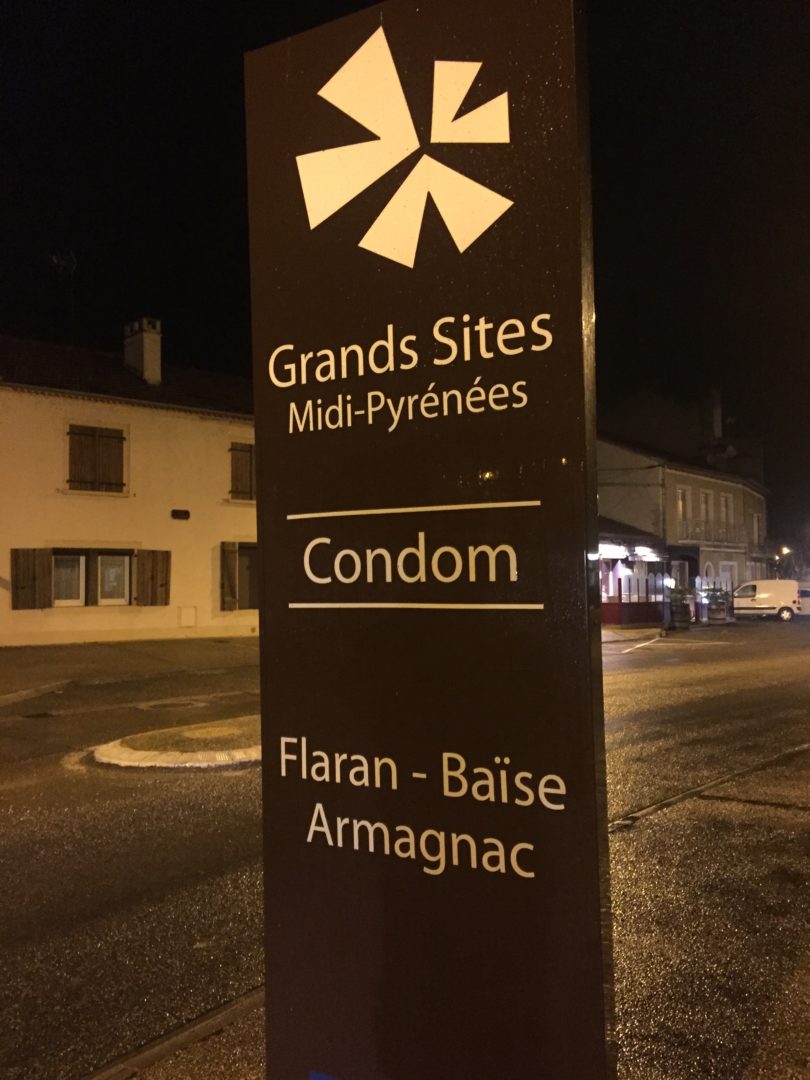 Grands Sites
Midi-Pyrénées
Condom
Flaran - Baïse
Armagnac